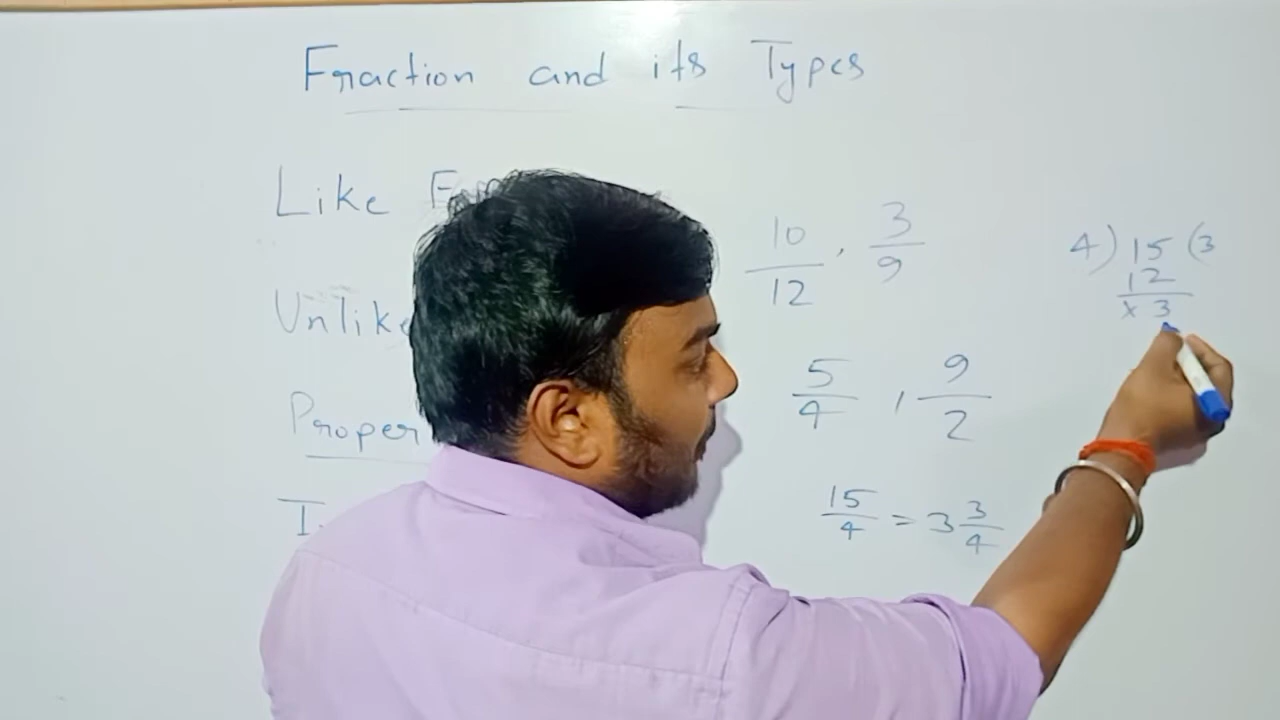 Fraction and its Types
Like
10/12 , 3/9
4) 15 (3
12
x 3
Unlike
5/4 , 9/2
Proper
15/4 = 3 3/4